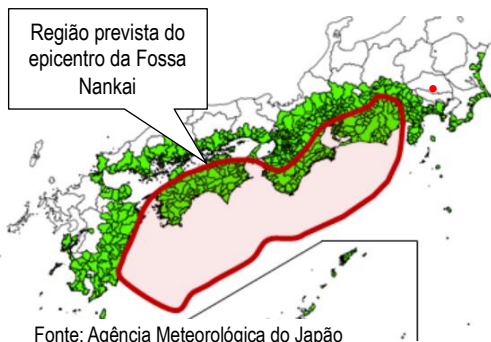 Região prevista do
epicentro da Fossa
Nankai
Fonte: Agência Meteorológica do Japão